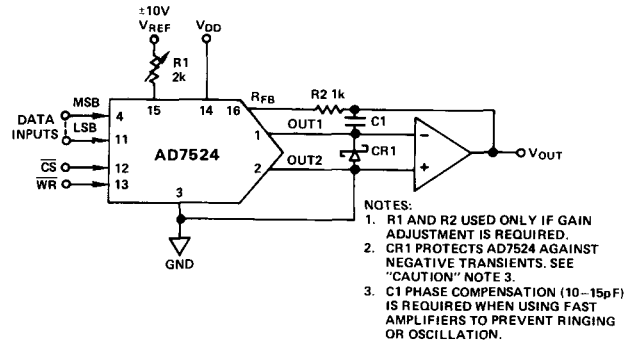 ±10V
VREF
VDD
R1
2k
RFB
R2 1k
C1
15
14
16
MSB
4
DATA
INPUTS
LSB
11
1
OUT1
AD7524
CR1
2
OUT2
CS
12
WR
13
3
GND
−
+
VOUT
NOTES:
1. R1 AND R2 USED ONLY IF GAIN
ADJUSTMENT IS REQUIRED.
2. CR1 PROTECTS AD7524 AGAINST
NEGATIVE TRANSIENTS. SEE
"CAUTION" NOTE 3.
3. C1 PHASE COMPENSATION (10–15pF)
IS REQUIRED WHEN USING FAST
AMPLIFIERS TO PREVENT RINGING
OR OSCILLATION.